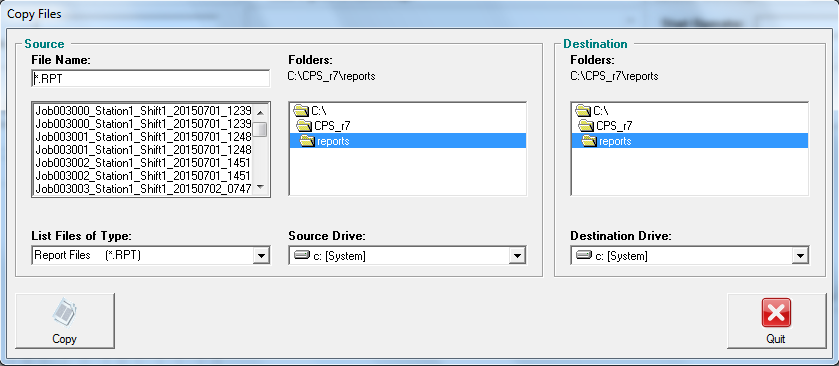 Copy Files
Source
File Name:
*.RPT
Job003000_Station1_Shift1_20150701_1239
Job003000_Station1_Shift1_20150701_1239
Job003001_Station1_Shift1_20150701_1248
Job003001_Station1_Shift1_20150701_1248
Job003002_Station1_Shift1_20150701_1451
Job003002_Station1_Shift1_20150701_1451
Job003003_Station1_Shift1_20150702_0747
List Files of Type:
Report Files (*.RPT)
Folders:
C:\CPS_r7\reports
C:\
CPS_r7
reports
Source Drive:
c: [System]
Destination
Folders:
C:\CPS_r7\reports
C:\
CPS_r7
reports
Destination Drive:
c: [System]
Copy
Quit